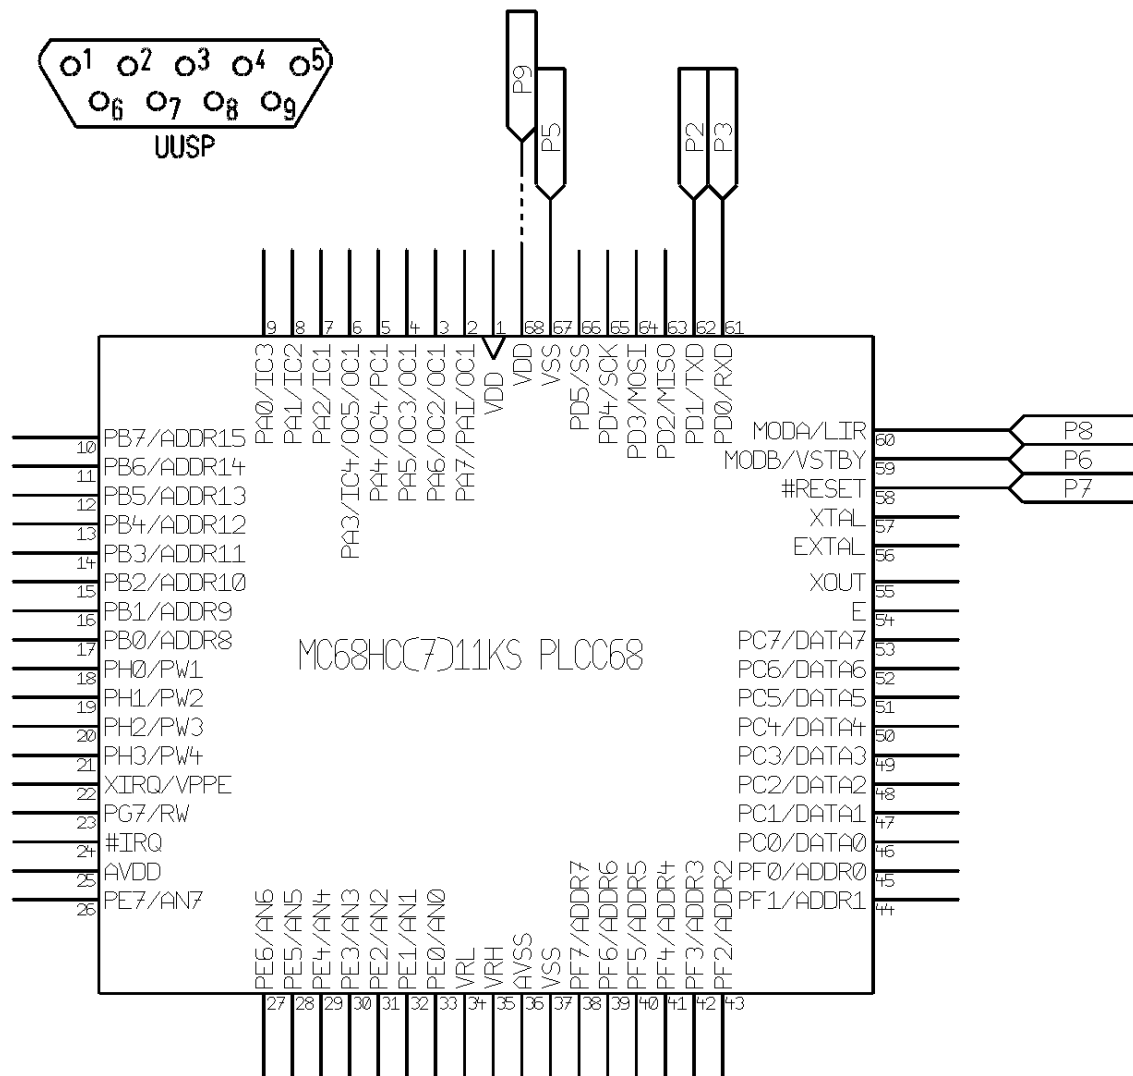 1 2 3 4 5
6 7 8 9
UUSP
P9
P5
P2
P3
9 8 7 6 5 4 3 2 1 68 67 66 65 64 63 62 61
PA0/IC3
PA1/IC2
PA2/IC1
PA3/IC4/OC5/OC1
PA4/OC4/PC1
PA5/OC3/OC1
PA6/OC2/OC1
PA7/PAI/OC1
VDD
VDD
VSS
PD5/SS
PD4/SCK
PD3/MOSI
PD2/MISO
PD1/TXD
PD0/RXD
10 PB7/ADDR15
11 PB6/ADDR14
12 PB5/ADDR13
13 PB4/ADDR12
14 PB3/ADDR11
15 PB2/ADDR10
16 PB1/ADDR9
17 PB0/ADDR8
18 PH0/PW1
19 PH1/PW2
20 PH2/PW3
21 PH3/PW4
22 XIRQ/VPPE
23 PG7/RW
24 #IRQ
25 AVDD
26 PE7/AN7
MC68HC(7)11KS PLCC68
MODA/LIR 60 P8
MODB/VSTBY 59 P6
#RESET 58 P7
XTAL 57
EXTAL 56
XOUT 55
E 54
PC7/DATA7 53
PC6/DATA6 52
PC5/DATA5 51
PC4/DATA4 50
PC3/DATA3 49
PC2/DATA2 48
PC1/DATA1 47
PC0/DATA0 46
PF0/ADDR0 45
PF1/ADDR1 44
PE6/AN6
PE5/AN5
PE4/AN4
PE3/AN3
PE2/AN2
PE1/AN1
PE0/AN0
VRL
VRH
AVSS
VSS
PF7/ADDR7
PF6/ADDR6
PF5/ADDR5
PF4/ADDR4
PF3/ADDR3
PF2/ADDR2
27 28 29 30 31 32 33 34 35 36 37 38 39 40 41 42 43